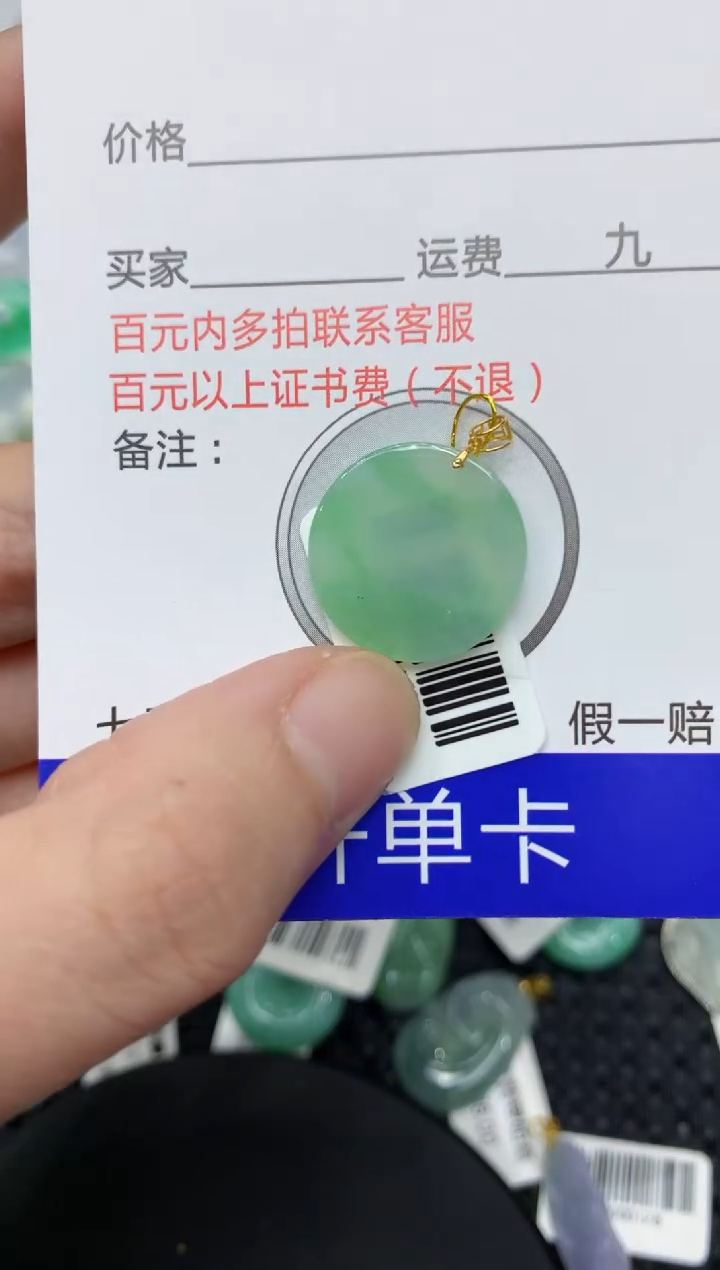 价格
买家 运费 九
百元内多拍联系客服
百元以上证书费(不退)
备注:
假一赔
单卡